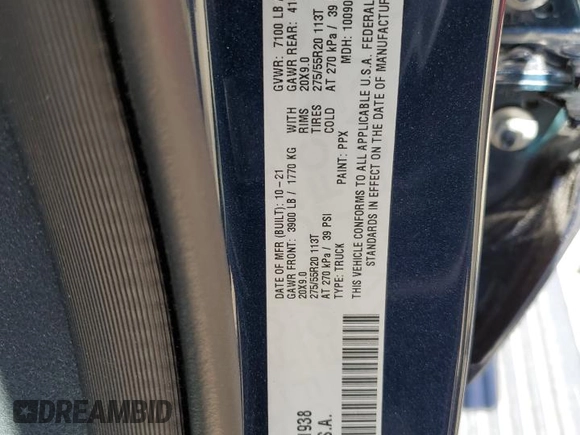 DATE OF MFR (BUILT): 10-21 GVWR: 7100 LB
GAWR FRONT: 3900 LB / 1770 KG WITH GAWR REAR: 41
20X9.0 RIMS 20X9.0
275/55R20 113T TIRES 275/55R20 113T
AT 270 kPa / 39 PSI COLD AT 270 kPa / 39
TYPE: TRUCK PAINT: PPX MDH: 10090
THIS VEHICLE CONFORMS TO ALL APPLICABLE U.S.A. FEDERAL
STANDARDS IN EFFECT ON THE DATE OF MANUFACTUR
1938
S.A.
DREAMBID